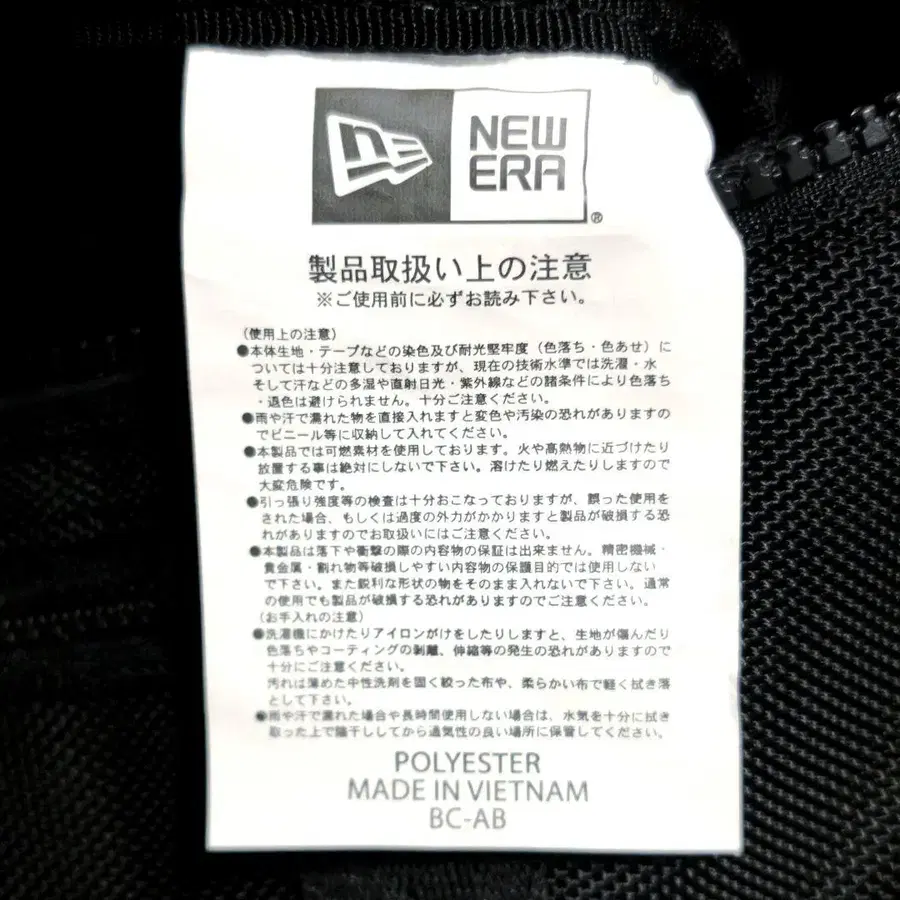 NE
NEW
ERA
®
製品取扱い上の注意
※ご使用前に必ずお読み下さい。
(使用上の注意)
●本体生地・テープなどの染色及び耐光堅牢度(色落ち・色あせ)に
ついては十分注意しておりますが、現在の技術水準では洗濯・水
そして汗などの多湿や直射日光・紫外線などの諸条件により色落ち
・退色は避けられません。十分ご注意ください。
●雨や汗で濡れた物を直接入れますと変色や汚染の恐れがありますの
でビニール等に収納して入れてください。
●本製品では可燃素材を使用しております。火や高熱物に近づけたり
放置する事は絶対にしないで下さい。溶けたり燃えたりしますので
大変危険です。
●引っ張り強度等の検査は十分おこなっておりますが、誤った使用を
された場合、もしくは過度の外力がかかりますと製品が破損する恐
れがありますのでお取扱いにはご注意ください。
●本製品は落下や衝撃の際の内容物の保証は出来ません。精密機械・
貴金属・割れ物等破損しやすい内容物の保護目的では使用しない
で下さい。また鋭利な形状の物をそのまま入れないで下さい。通常
の使用でも製品が破損する恐れがありますのでご注意ください。
(お手入れの注意)
●洗濯機にかけたりアイロンがけをしたりしますと、生地が傷んだり
色落ちやコーティングの剥離、伸縮等の発生の恐れがありますので
十分にご注意ください。
汚れは薄めた中性洗剤を固く絞った布や、柔らかい布で軽く拭き落
として下さい。
●雨や汗で濡れた場合や長時間使用しない場合は、水気を十分に拭き
取った上で陰干ししてから通気性の良い場所に保管してください。
POLYESTER
MADE IN VIETNAM
BC-AB